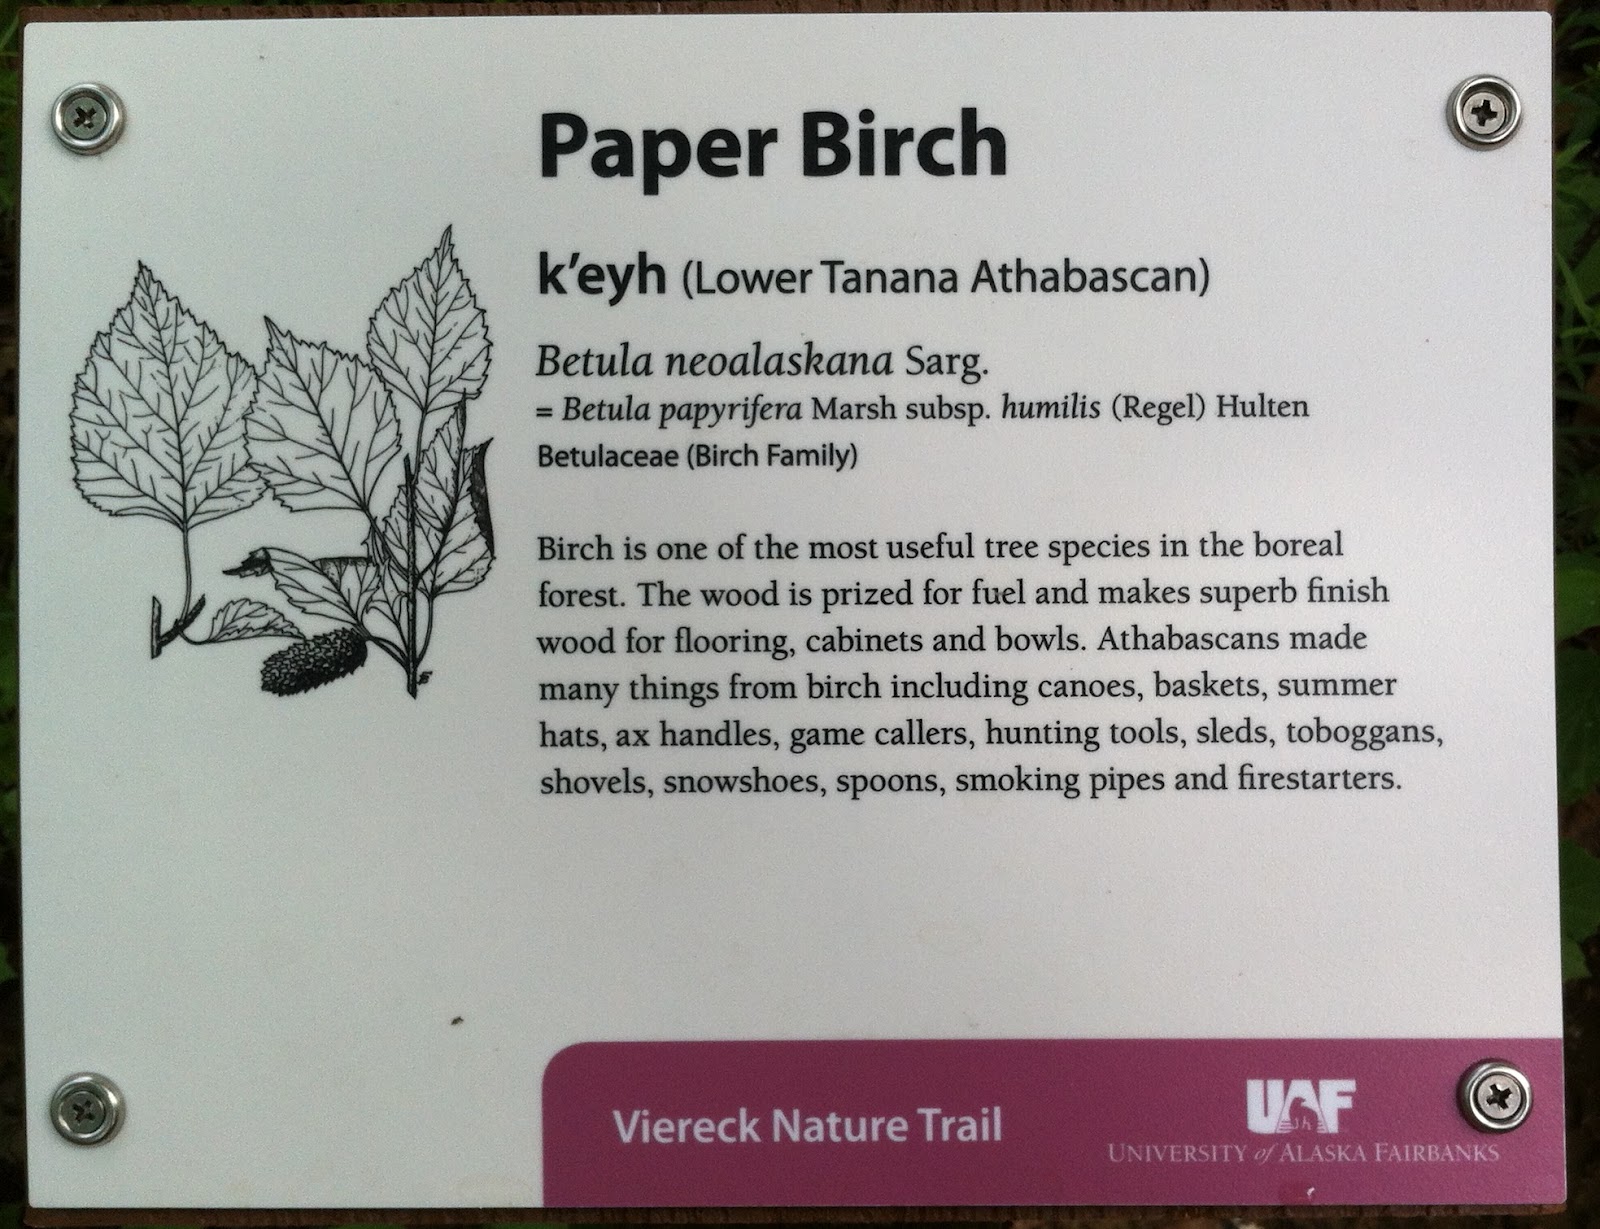 Paper Birch
k'eyh (Lower Tanana Athabascan)
Betula neoalaskana Sarg.
= Betula papyrifera Marsh subsp. humilis (Regel) Hulten
Betulaceae (Birch Family)
Birch is one of the most useful tree species in the boreal
forest. The wood is prized for fuel and makes superb finish
wood for flooring, cabinets and bowls. Athabascans made
many things from birch including canoes, baskets, summer
hats, ax handles, game callers, hunting tools, sleds, toboggans,
shovels, snowshoes, spoons, smoking pipes and firestarters.
Viereck Nature Trail
UAF
UNIVERSITY of ALASKA FAIRBANKS